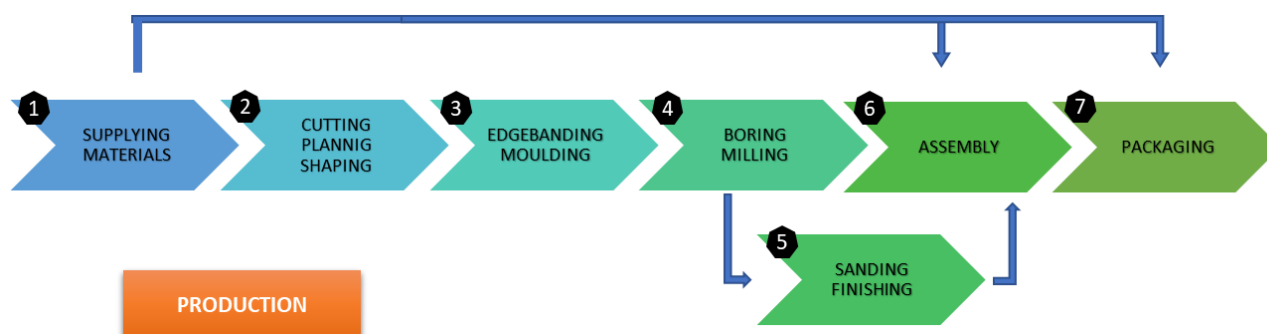 1
SUPPLYING
MATERIALS
2
CUTTING
PLANNIG
SHAPING
3
EDGEBANDING
MOULDING
4
BORING
MILLING
6
ASSEMBLY
7
PACKAGING
5
SANDING
FINISHING
PRODUCTION